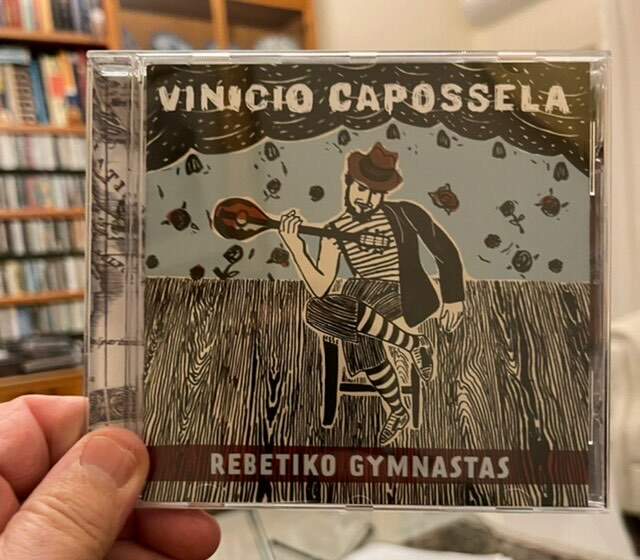 VINICIO CAPOSSELA
REBETIKO GYMNASTAS